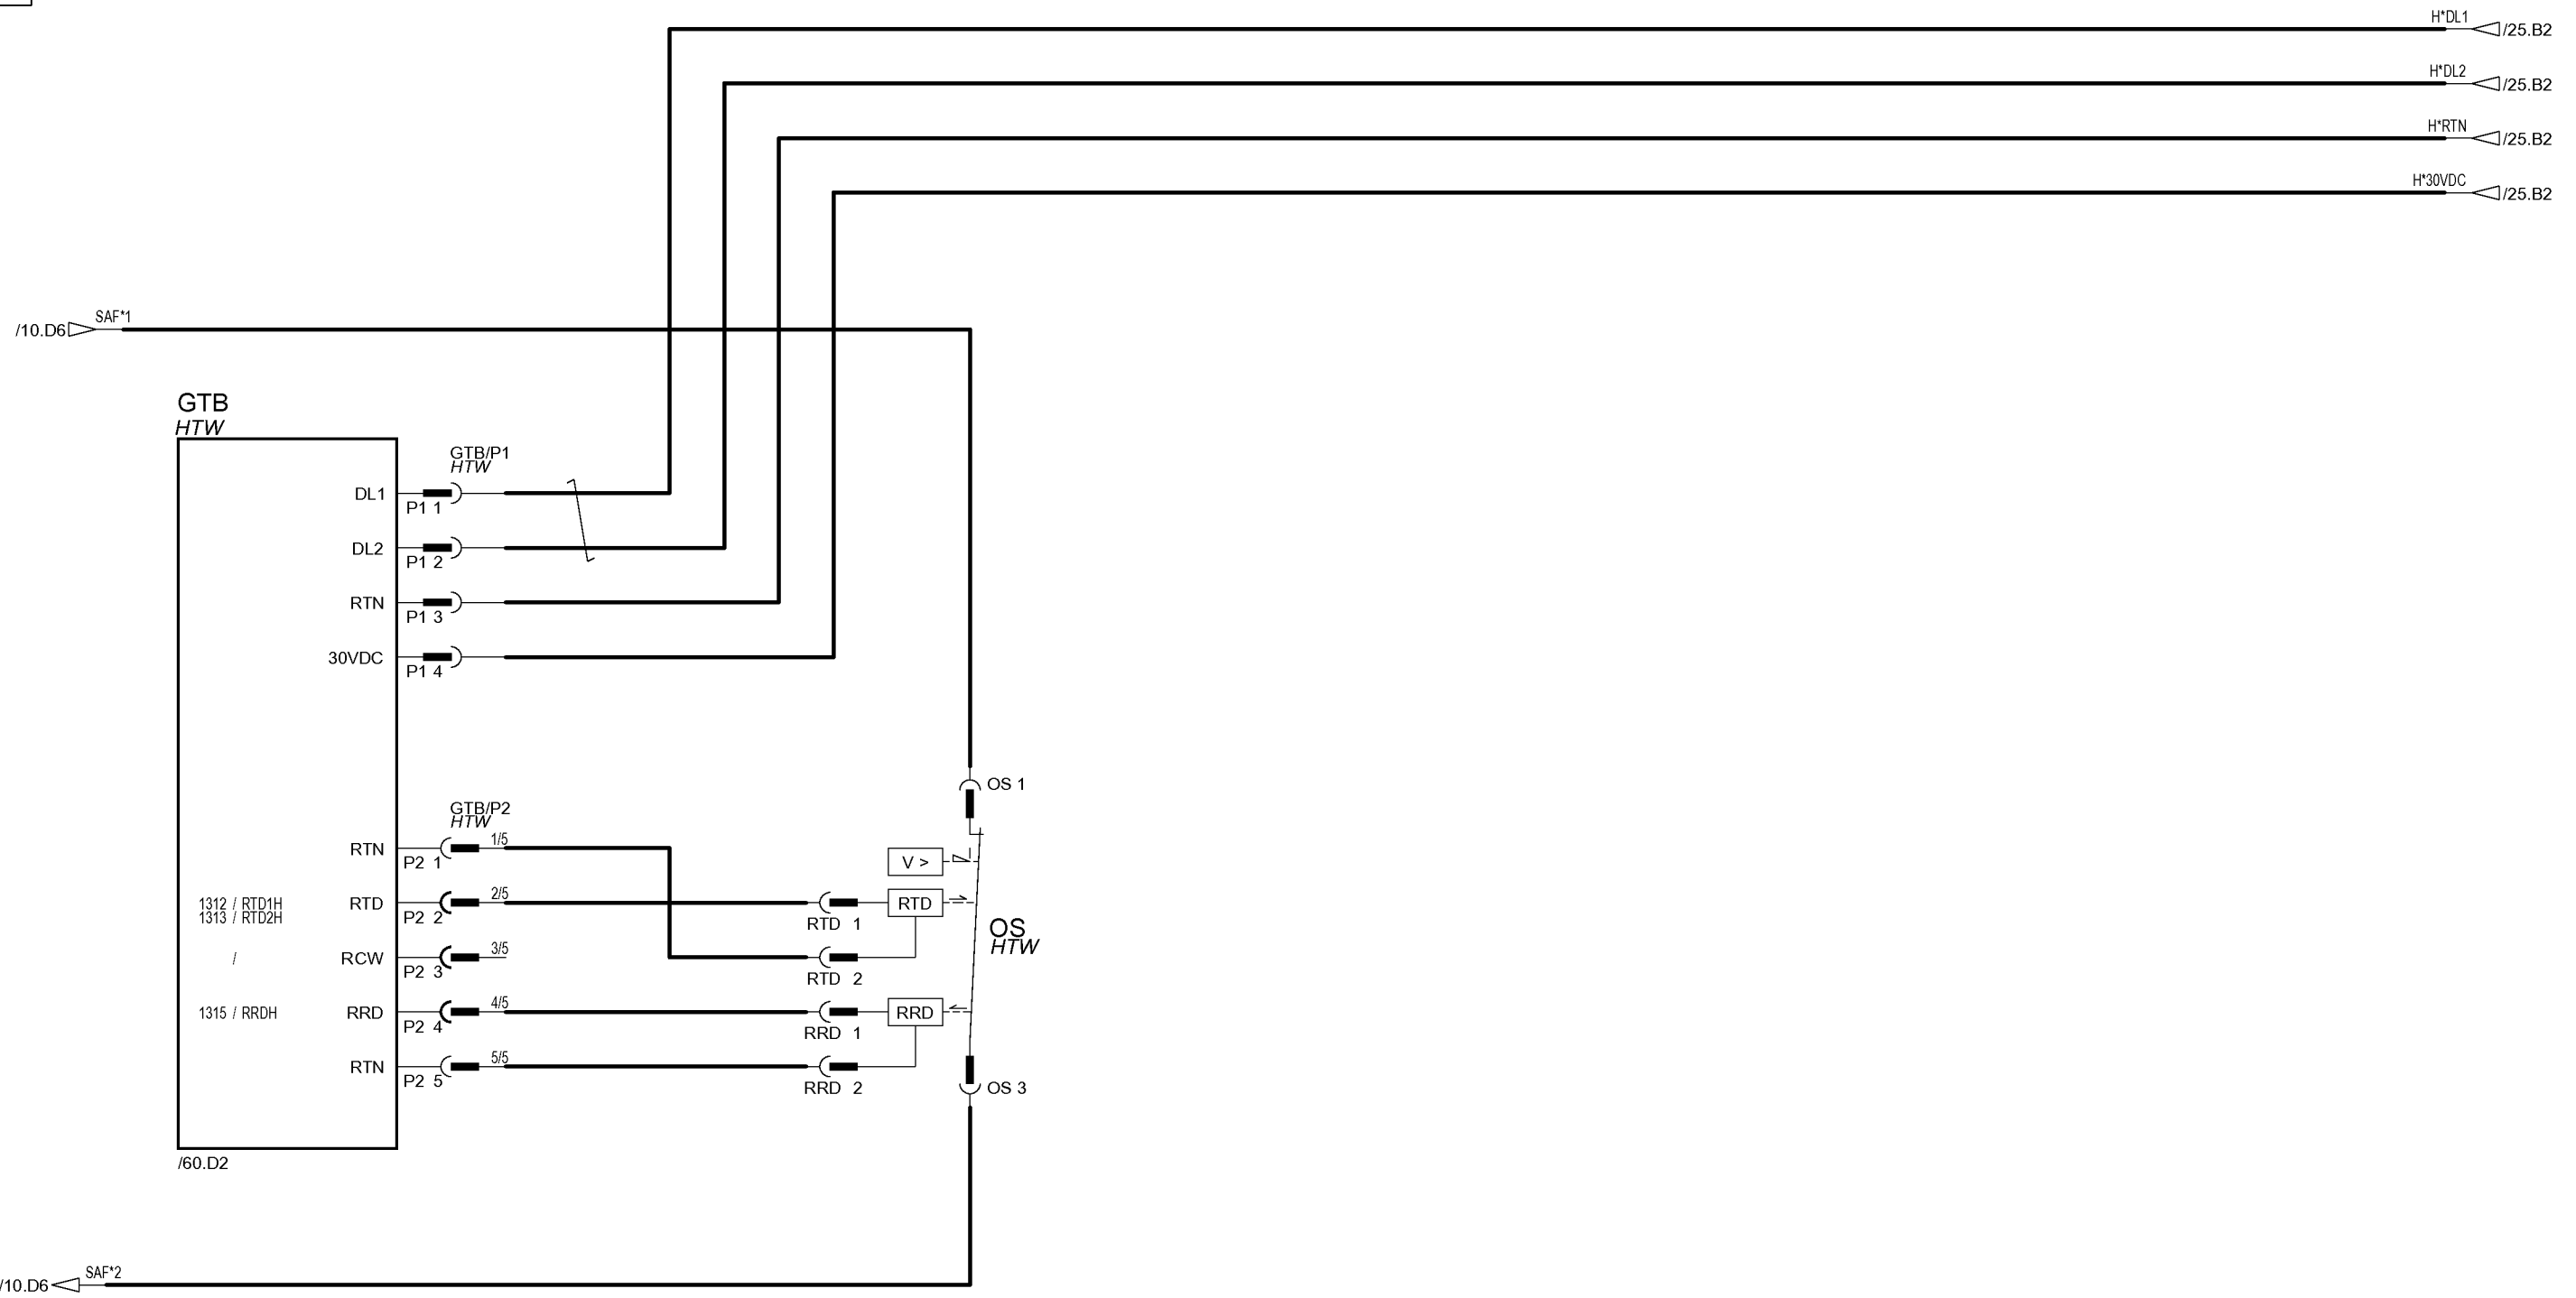 H*DL1
/25.B2
H*DL2
/25.B2
H*RTN
/25.B2
H*30VDC
/25.B2
SAF*1
/10.D6
GTB
HTW
GTB/P1
HTW
DL1
P1 1
DL2
P1 2
RTN
P1 3
30VDC
P1 4
OS 1
GTB/P2
HTW
RTN
P2 1
1/5
V >
1312 / RTD1H
1313 / RTD2H
RTD
P2 2
2/5
RTD 1
RTD
OS
HTW
/
RCW
P2 3
3/5
RTD 2
1315 / RRDH
RRD
P2 4
4/5
RRD 1
RRD
RTN
P2 5
5/5
RRD 2
OS 3
/60.D2
SAF*2
/10.D6